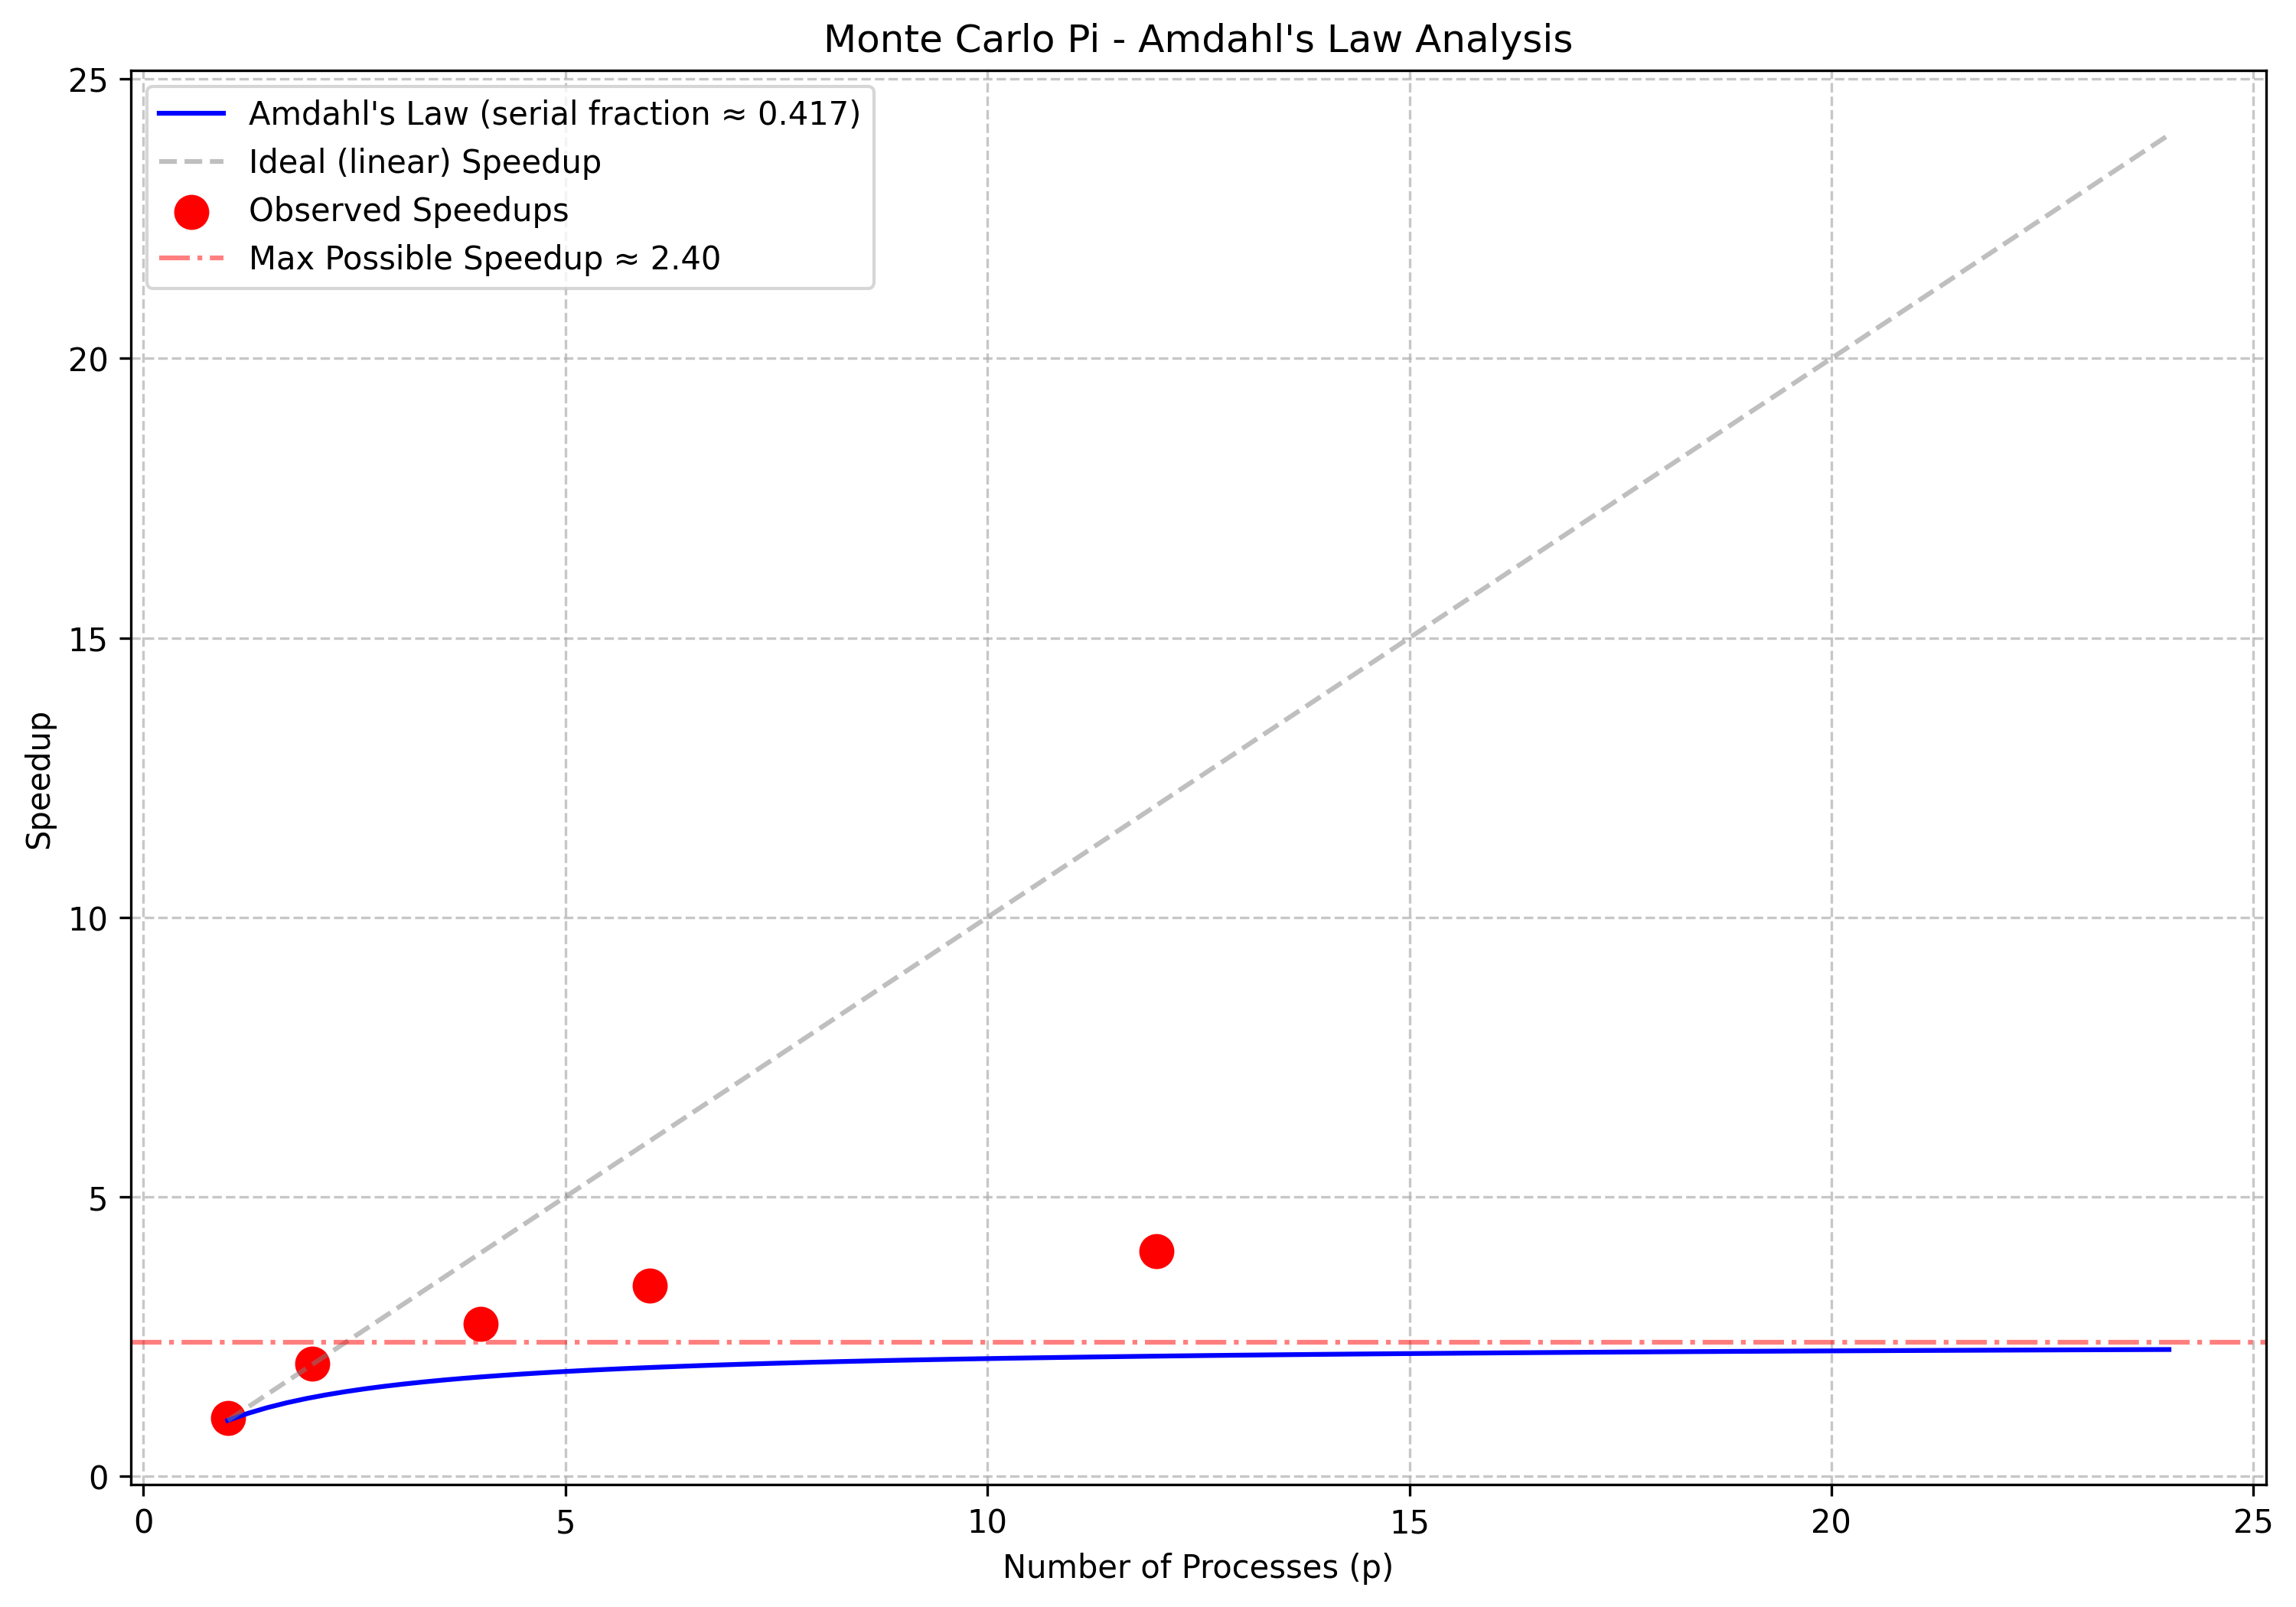 Monte Carlo Pi - Amdahl's Law Analysis
25
Amdahl's Law (serial fraction ≈ 0.417)
Ideal (linear) Speedup
Observed Speedups
Max Possible Speedup ≈ 2.40
20
15
10
5
0
Speedup
0 5 10 15 20 25
Number of Processes (p)